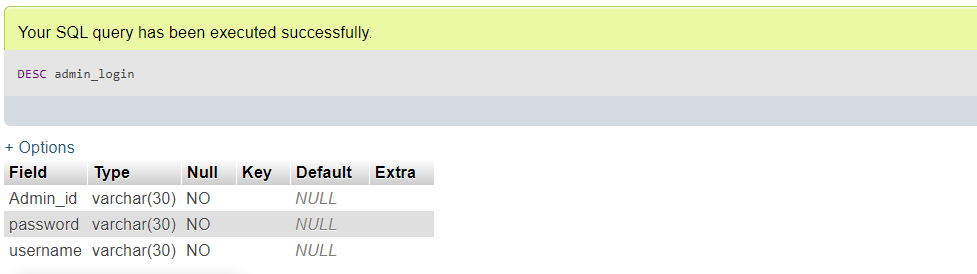 Your SQL query has been executed successfully.
DESC admin_login
+ Options
Field Type Null Key Default Extra
Admin_id varchar(30) NO NULL
password varchar(30) NO NULL
username varchar(30) NO NULL